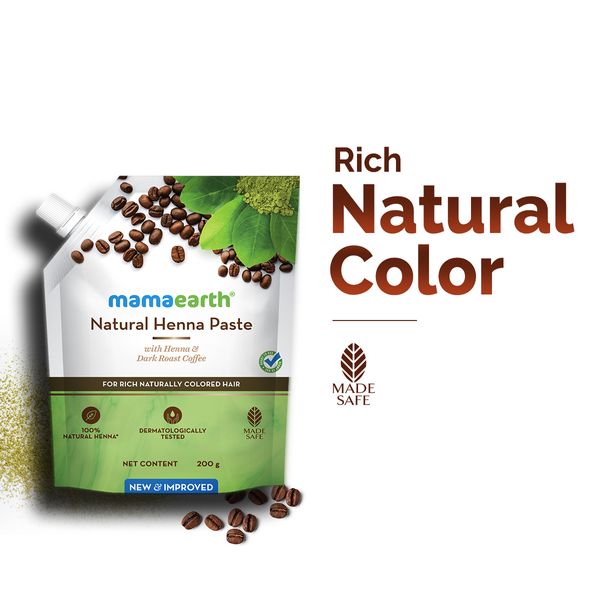 Rich
Natural
Color
MADE
SAFE
mamaearth®
Natural Henna Paste
with Henna &
Dark Roast Coffee
FOR RICH NATURALLY COLORED HAIR
100%
NATURAL HENNA*
DERMATOLOGICALLY
TESTED
MADE
SAFE
NET CONTENT 200 g
NEW & IMPROVED